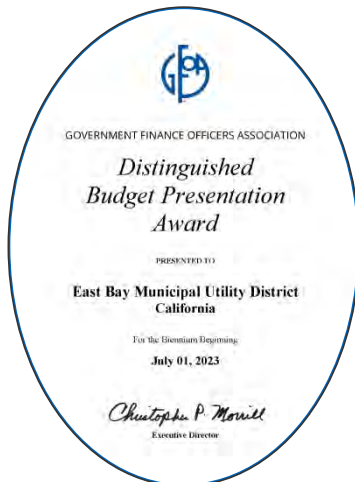 GFOA
GOVERNMENT FINANCE OFFICERS ASSOCIATION
Distinguished
Budget Presentation
Award
PRESENTED TO
East Bay Municipal Utility District
California
For the Biennium Beginning
July 01, 2023
Christopher P. Morrill
Executive Director